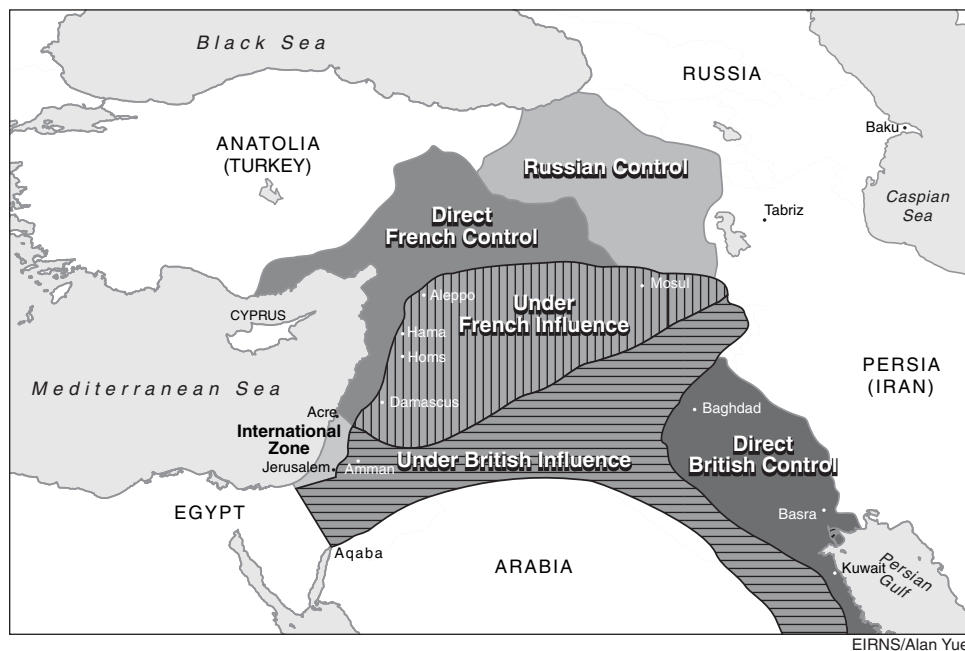 Black Sea
RUSSIA
ANATOLIA
(TURKEY)
Baku
Russian Control
Caspian
Sea
Tabriz
Direct
French Control
Aleppo
Mosul
Under
French Influence
CYPRUS
Hama
Homs
Mediterranean Sea
PERSIA
(IRAN)
Damascus
Baghdad
Acre
International
Zone
Direct
British Control
Jerusalem
Amman
Under British Influence
EGYPT
Basra
Aqaba
ARABIA
Kuwait
Persian
Gulf
EIRNS/Alan Yue